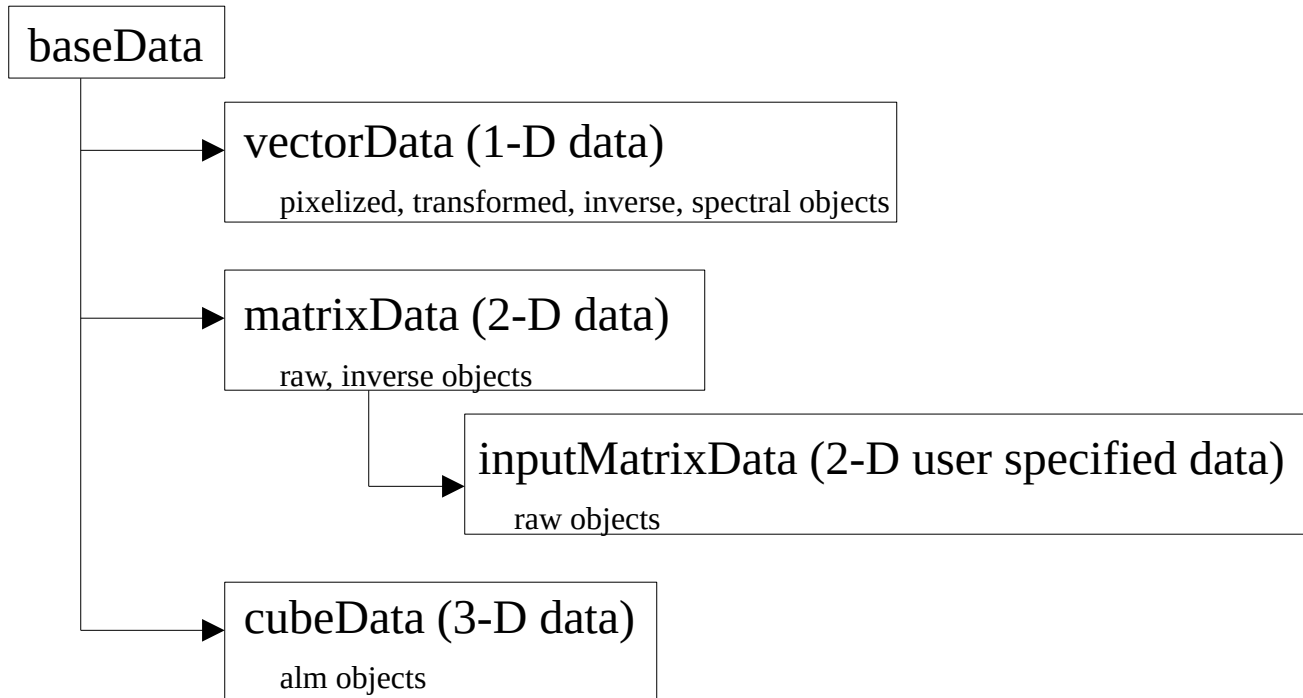 baseData
vectorData (1-D data)
pixelized, transformed, inverse, spectral objects
matrixData (2-D data)
raw, inverse objects
inputMatrixData (2-D user specified data)
raw objects
cubeData (3-D data)
alm objects